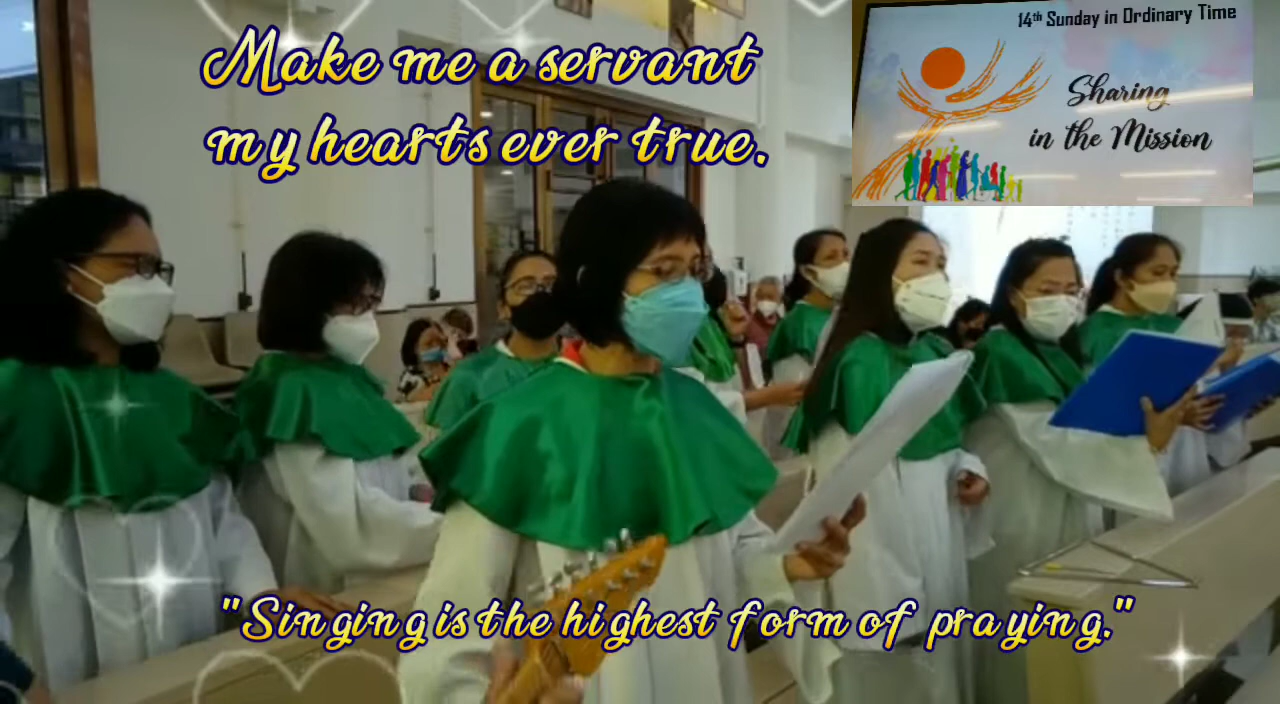 Make me a servant
my hearts ever true.
14th Sunday in Ordinary Time
Sharing
in the Mission
"Singing is the highest form of praying."